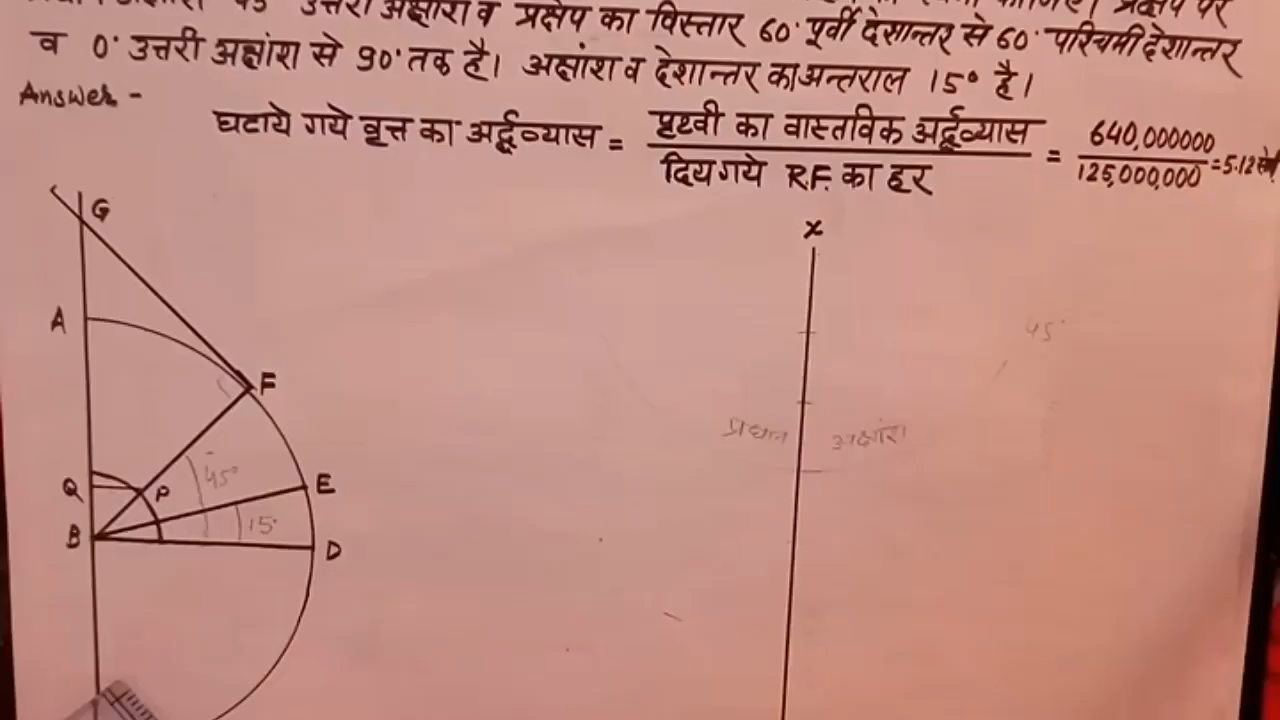 45° उत्तरी अक्षांश व प्रक्षेप का विस्तार 60° पूर्वी देशान्तर से 60° पश्चिमी देशान्तर
व 0° उत्तरी अक्षांश से 90° तक है। अक्षांश व देशान्तर का अन्तराल 15° है।
Answer -
घटाये गये वृत्त का अर्द्धव्यास = पृथ्वी का वास्तविक अर्द्धव्यास / दिय गये R.F. का हर = 640,000000 / 125,000,000 = 5.12 सेमी
G
A
F
Q
P
45°
E
B
15°
D
x
45°
प्रधान अक्षांश